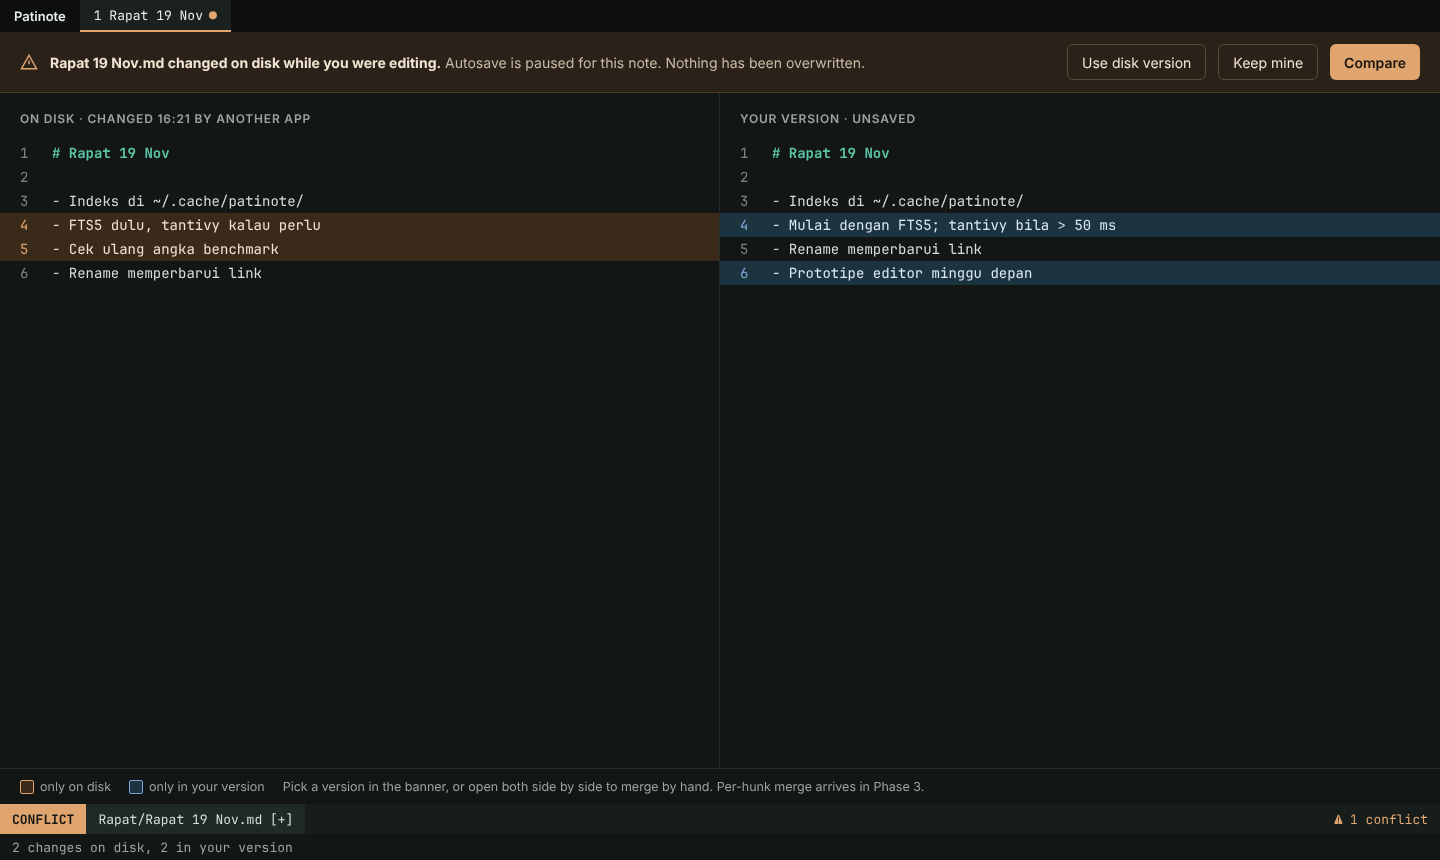 Patinote
1 Rapat 19 Nov
Rapat 19 Nov.md changed on disk while you were editing. Autosave is paused for this note. Nothing has been overwritten.
Use disk version
Keep mine
Compare
ON DISK · CHANGED 16:21 BY ANOTHER APP
1 # Rapat 19 Nov
2
3 - Indeks di ~/.cache/patinote/
4 - FTS5 dulu, tantivy kalau perlu
5 - Cek ulang angka benchmark
6 - Rename memperbarui link
YOUR VERSION · UNSAVED
1 # Rapat 19 Nov
2
3 - Indeks di ~/.cache/patinote/
4 - Mulai dengan FTS5; tantivy bila > 50 ms
5 - Rename memperbarui link
6 - Prototipe editor minggu depan
only on disk
only in your version
Pick a version in the banner, or open both side by side to merge by hand. Per-hunk merge arrives in Phase 3.
CONFLICT
Rapat/Rapat 19 Nov.md [+]
1 conflict
2 changes on disk, 2 in your version